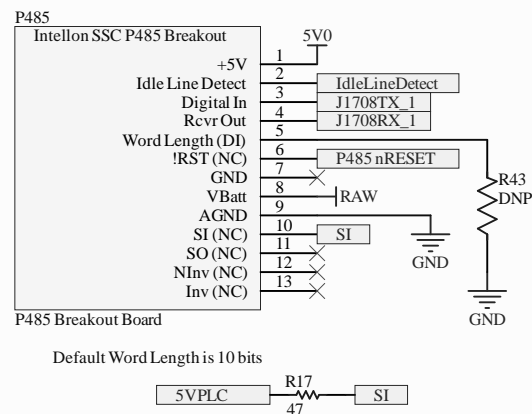 P485
Intellon SSC P485 Breakout
5V0
+5V 1
Idle Line Detect 2 IdleLineDetect
Digital In 3 J1708TX_1
Rcvr Out 4 J1708RX_1
Word Length (DI) 5
!RST (NC) 6 P485 nRESET
GND 7
VBatt 8 RAW
AGND 9
SI (NC) 10 SI
SO (NC) 11
NInv (NC) 12
Inv (NC) 13
R43
DNP
GND
GND
P485 Breakout Board
Default Word Length is 10 bits
5VPLC R17 SI
47